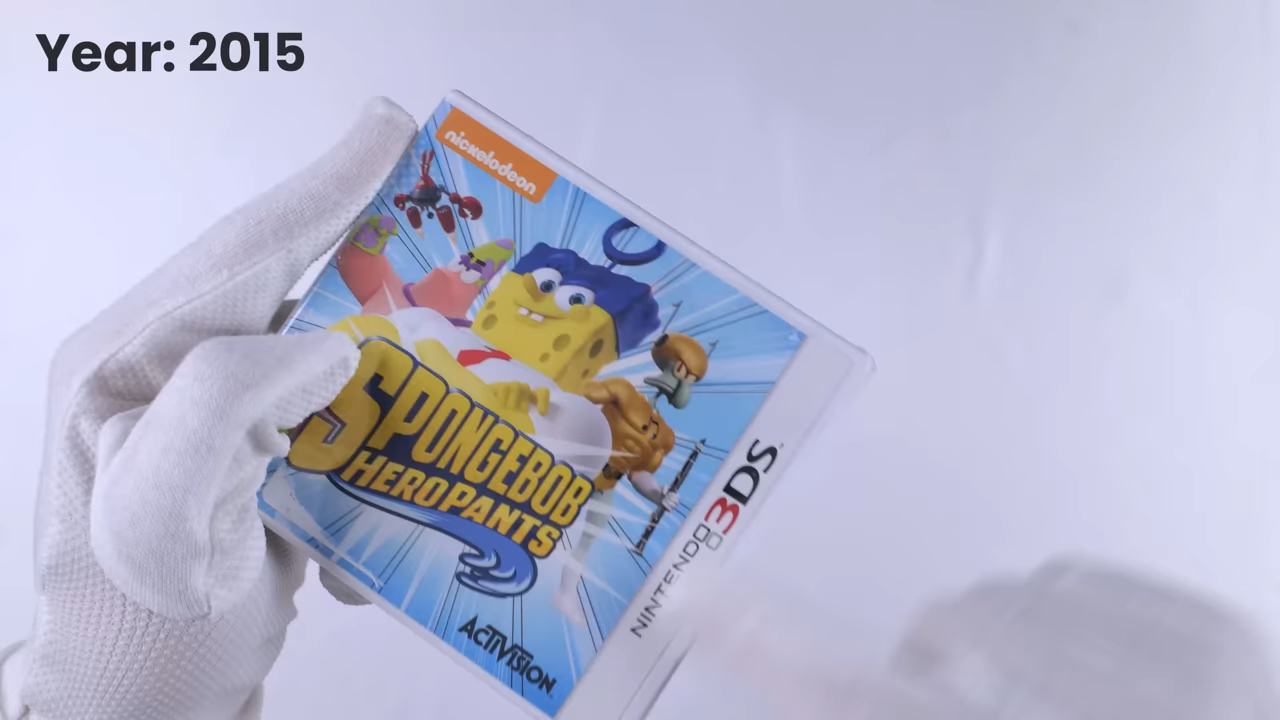 Year: 2015
nickelodeon
SPONGEBOB
HEROPANTS
NINTENDO 3DS
ACTIVISION